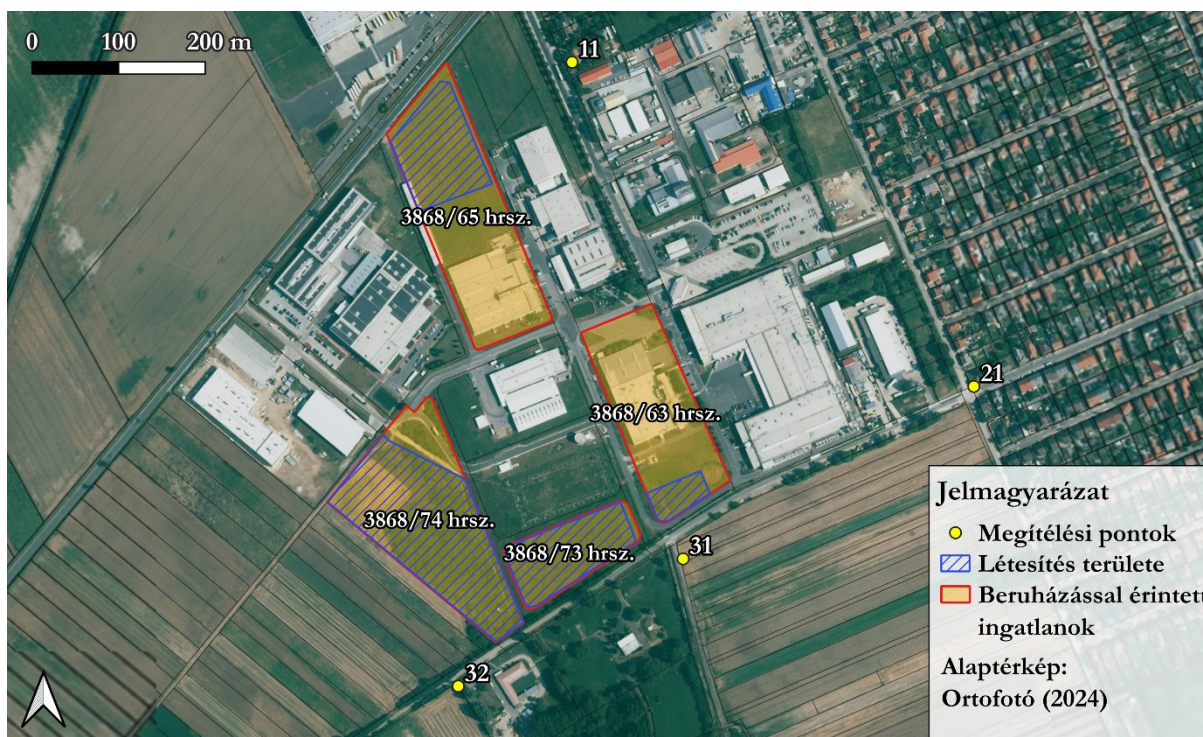 0 100 200 m
11
3868/65 hrsz.
21
3868/63 hrsz.
3868/74 hrsz.
3868/73 hrsz.
31
32
Jelmagyarázat
Megítélési pontok
Létesítés területe
Beruházással érintett
ingatlanok
Alaptérkép:
Ortofotó (2024)